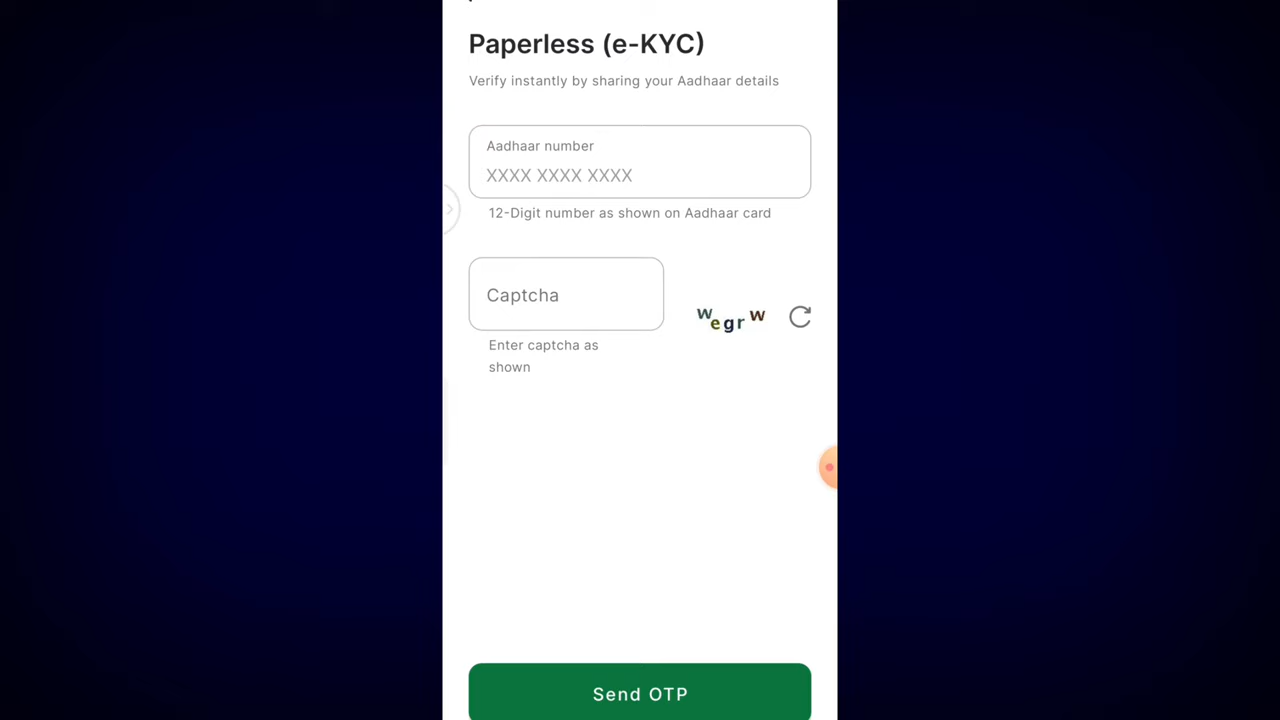 Paperless (e-KYC)
Verify instantly by sharing your Aadhaar details
Aadhaar number
XXXX XXXX XXXX
12-Digit number as shown on Aadhaar card
Captcha
wegrw
Enter captcha as
shown
Send OTP